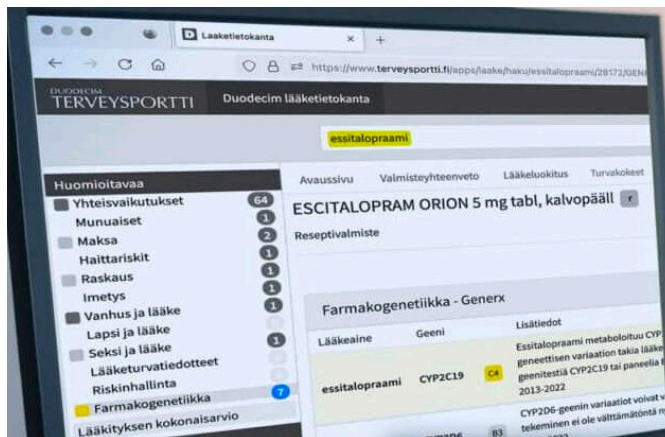 Lääketietokanta
https://www.terveysportti.fi/apps/laake/haku/essitalopraami/28172/GEN
DUODECIM
TERVEYSPORTTI
Duodecim lääketietokanta
essitalopraami
Huomioitavaa
Yhteisvaikutukset 64
Munuaiset 1
Maksa 2
Haittariskit 1
Raskaus 1
Imetys 1
Vanhus ja lääke 1
Lapsi ja lääke
Seksi ja lääke 1
Lääketurvatiedotteet
Riskinhallinta
Farmakogenetiikka 7
Lääkityksen kokonaisarvio
Avaussivu Valmisteyhteenveto Lääkeluokitus Turvakokeet
ESCITALOPRAM ORION 5 mg tabl, kalvopääll r
Reseptivalmiste
Farmakogenetiikka - Generx
Lääkeaine Geeni Lisätiedot
essitalopraami CYP2C19 C4
Essitalopraami metaboloituu CYP
geneettisen variaation takia lääke
geenitestiä CYP2C19 tai paneelia
2013-2022
B3
CYP2D6-geenin variaatiot voivat
tekeminen ei ole välttämätöntä